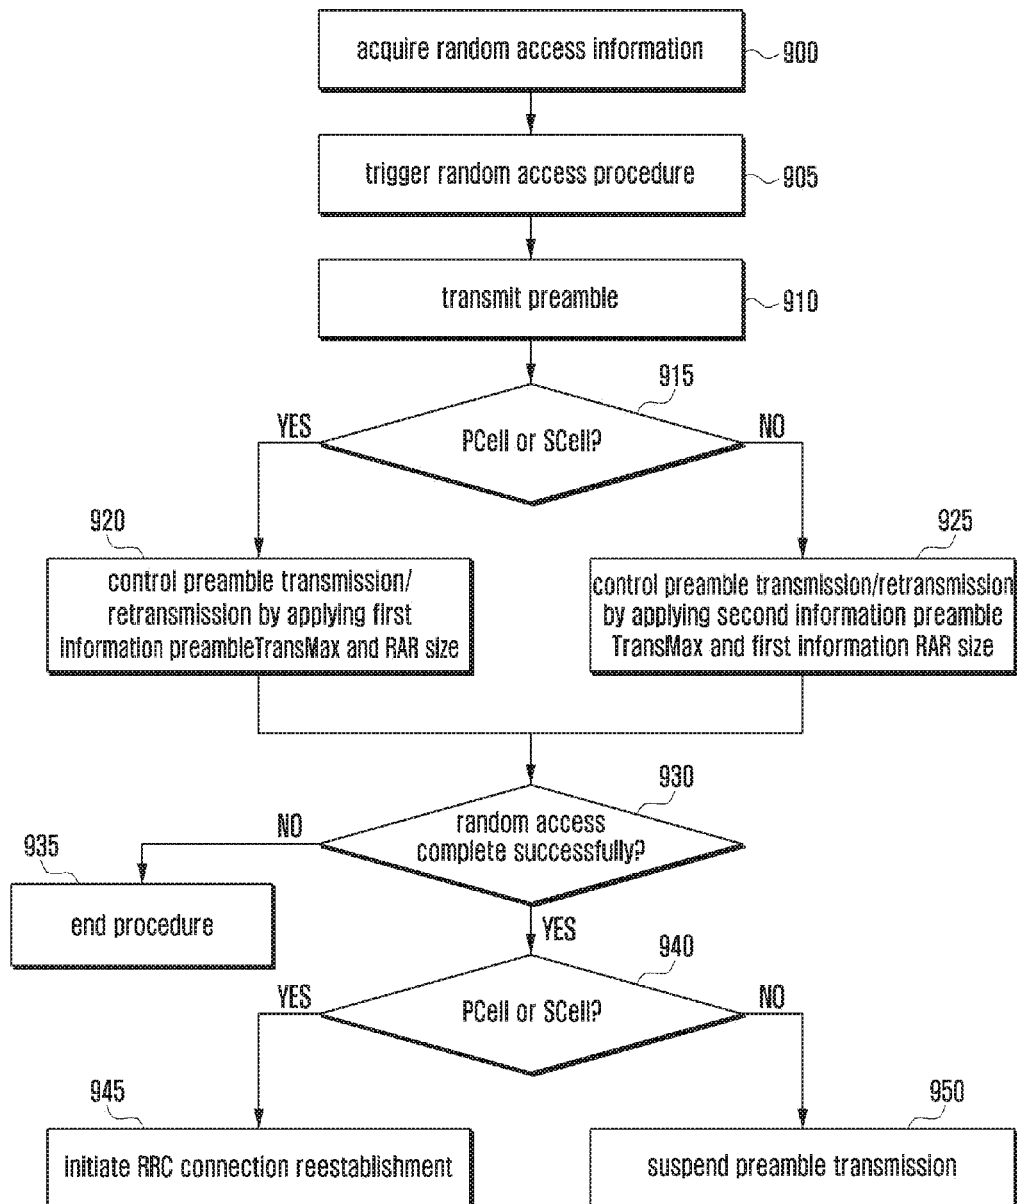 acquire random access information
900
trigger random access procedure
905
transmit preamble
910
915
YES
PCell or SCell?
NO
920
control preamble transmission/
retransmission by applying first
information preambleTransMax and RAR size
925
control preamble transmission/retransmission
by applying second information preamble
TransMax and first information RAR size
930
NO
random access
complete successfully?
935
end procedure
YES
940
YES
PCell or SCell?
NO
945
initiate RRC connection reestablishment
950
suspend preamble transmission